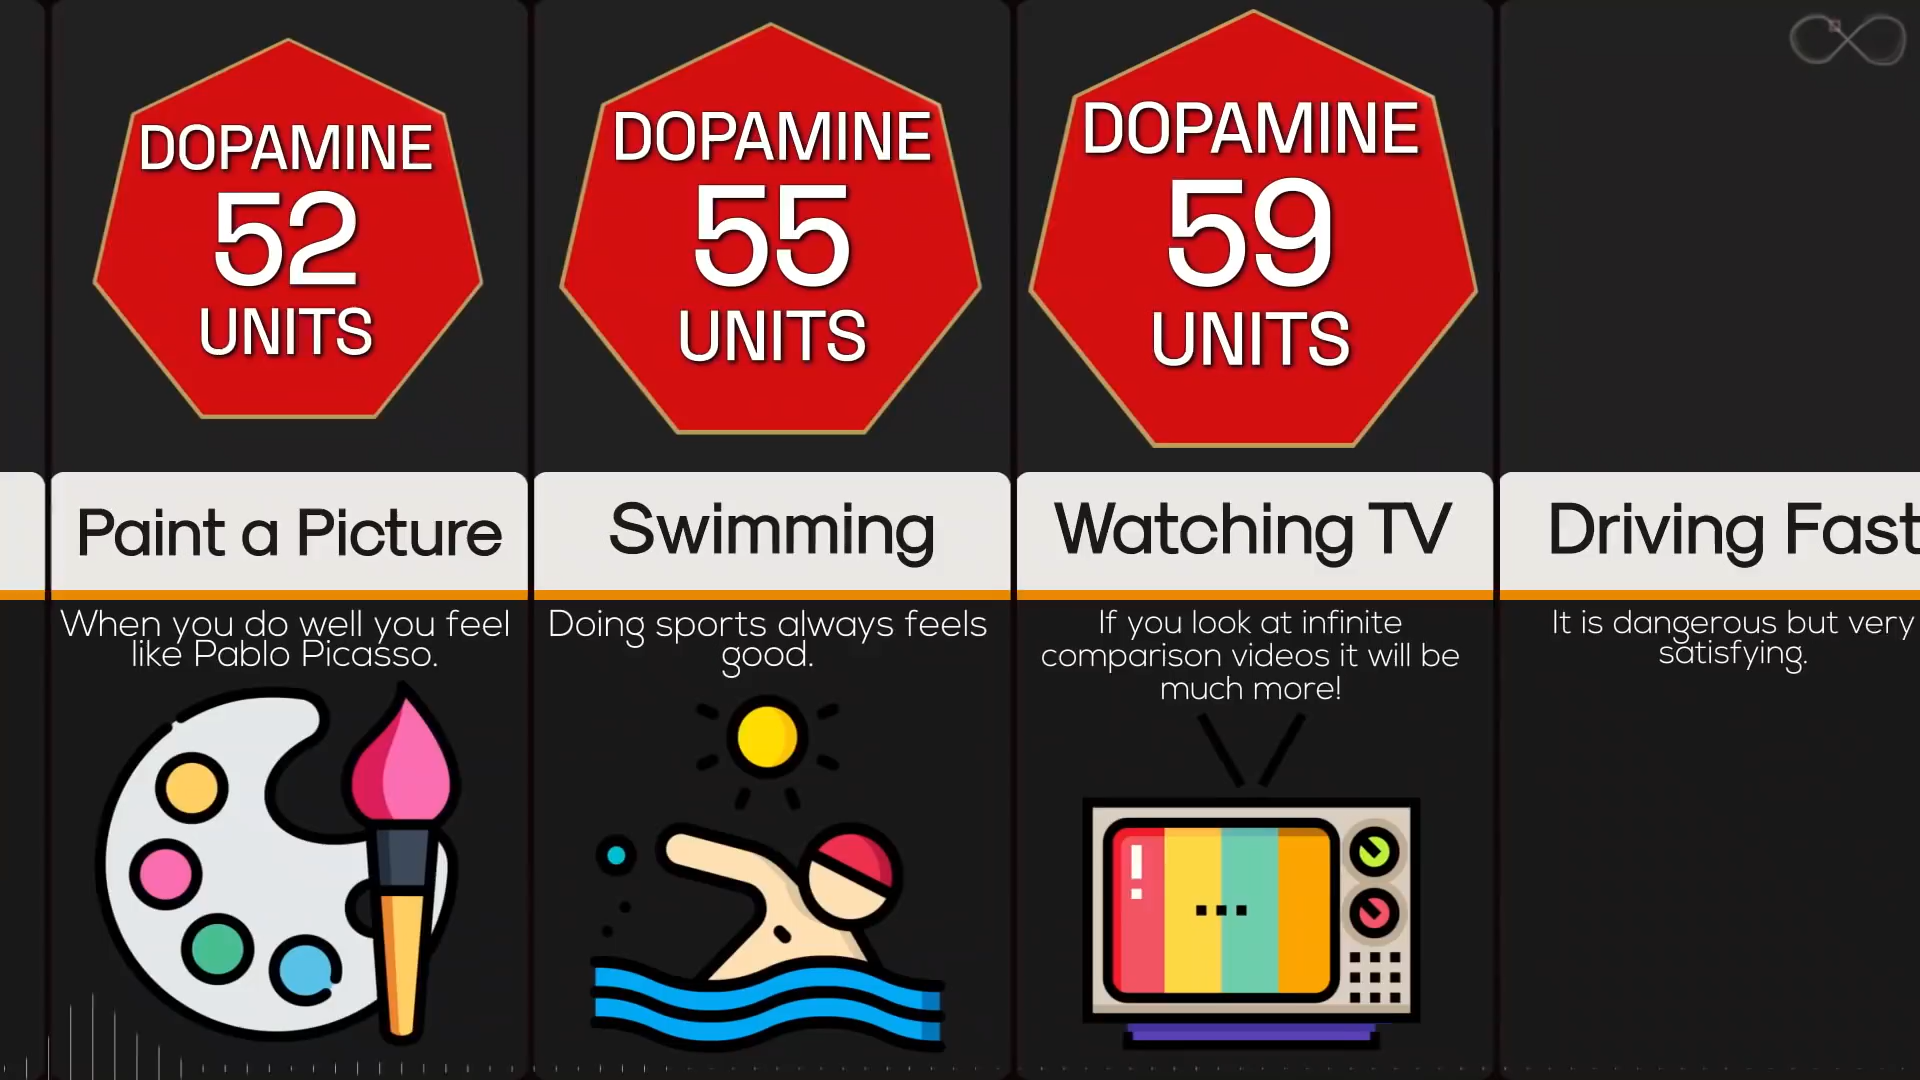 DOPAMINE
52
UNITS
Paint a Picture
When you do well you feel
like Pablo Picasso.
DOPAMINE
55
UNITS
Swimming
Doing sports always feels
good.
DOPAMINE
59
UNITS
Watching TV
If you look at infinite
comparison videos it will be
much more!
Driving Fast
It is dangerous but very
satisfying.